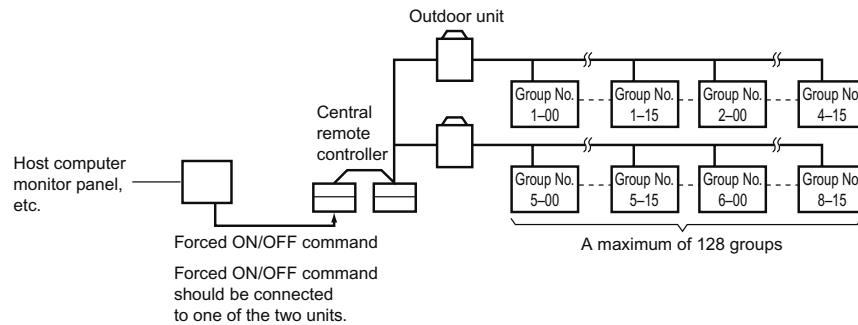 Outdoor unit
Group No.
1–00
Group No.
1–15
Group No.
2–00
Group No.
4–15
Central
remote
controller
Host computer
monitor panel,
etc.
Group No.
5–00
Group No.
5–15
Group No.
6–00
Group No.
8–15
Forced ON/OFF command
A maximum of 128 groups
Forced ON/OFF command
should be connected
to one of the two units.